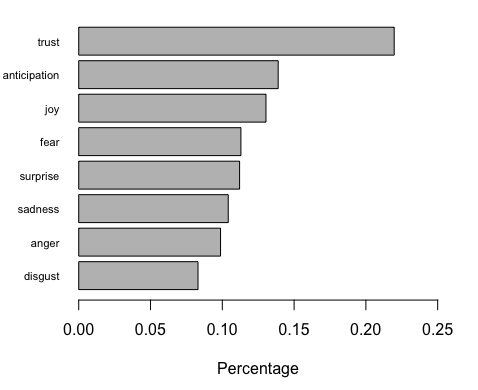 trust
anticipation
joy
fear
surprise
sadness
anger
disgust
0.00 0.05 0.10 0.15 0.20 0.25
Percentage